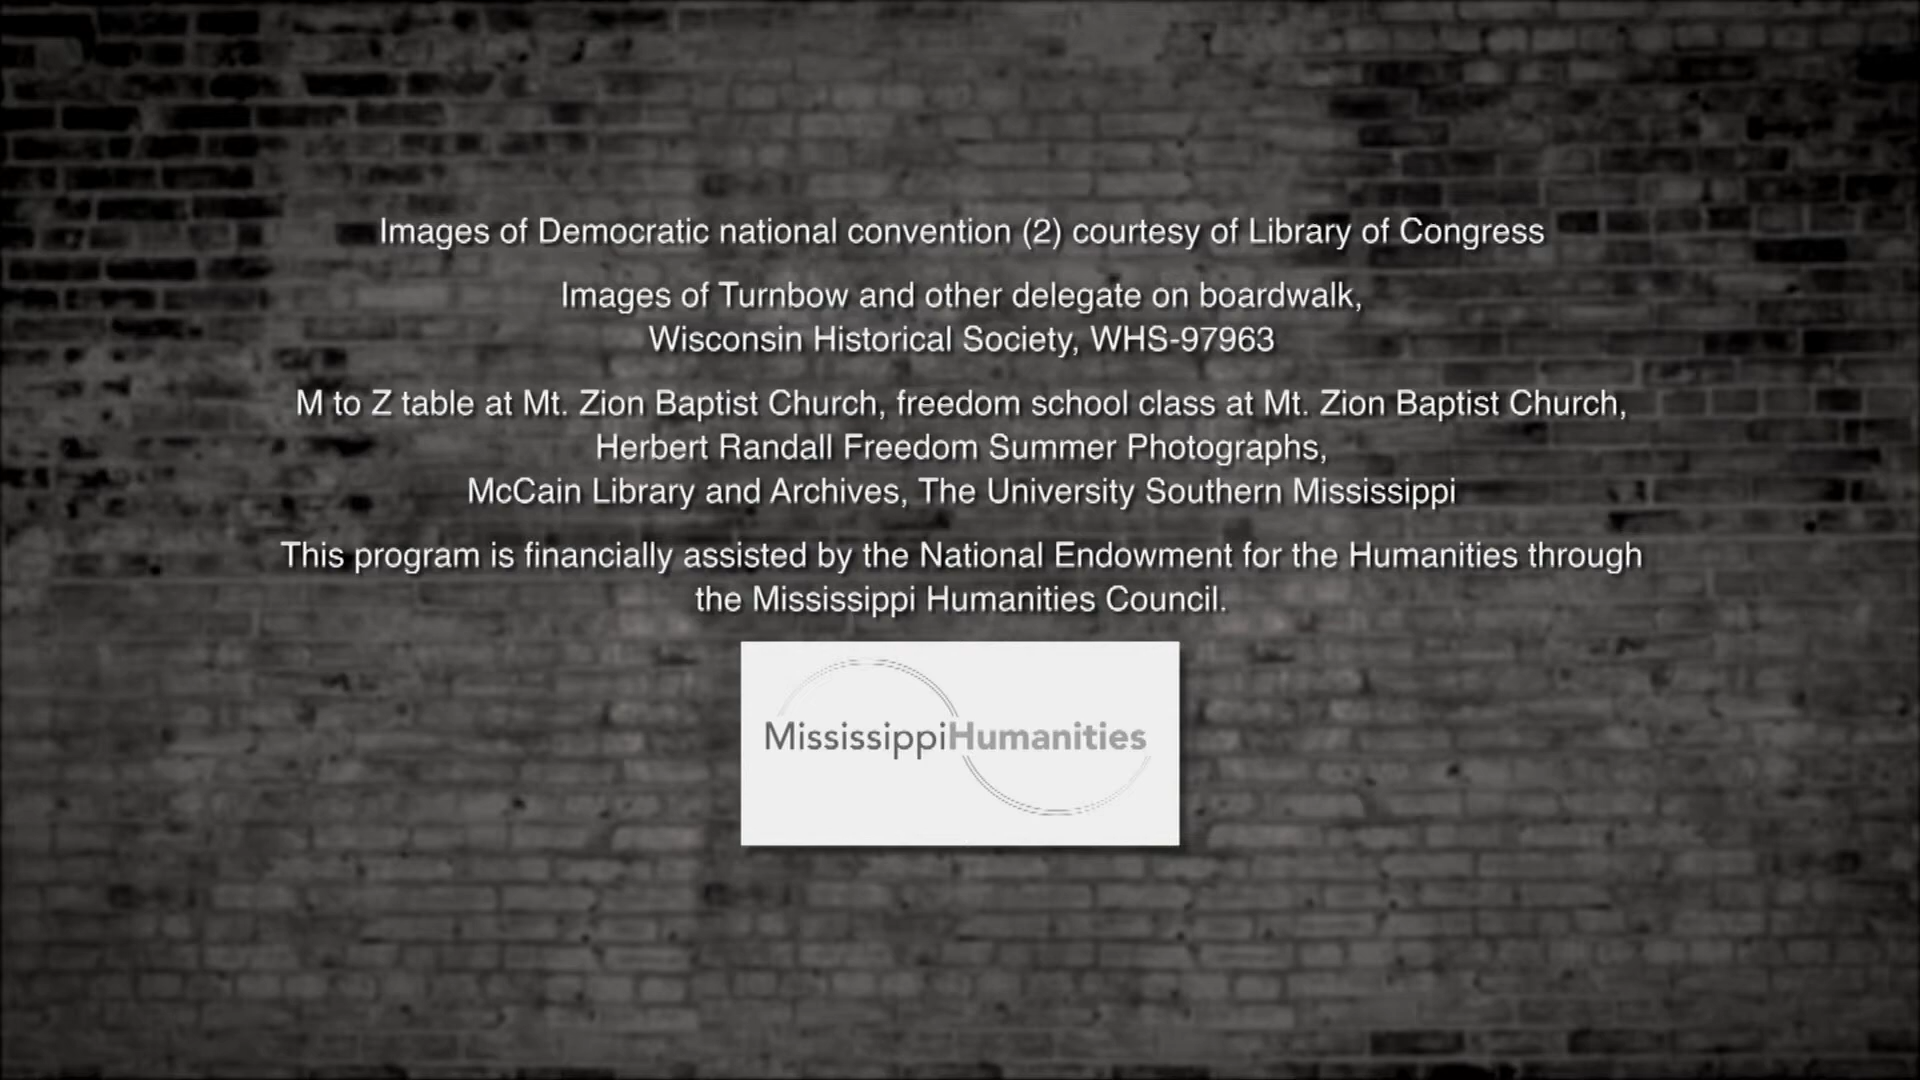 Images of Democratic national convention (2) courtesy of Library of Congress
Images of Turnbow and other delegate on boardwalk,
Wisconsin Historical Society, WHS-97963
M to Z table at Mt. Zion Baptist Church, freedom school class at Mt. Zion Baptist Church,
Herbert Randall Freedom Summer Photographs,
McCain Library and Archives, The University Southern Mississippi
This program is financially assisted by the National Endowment for the Humanities through
the Mississippi Humanities Council.
MississippiHumanities